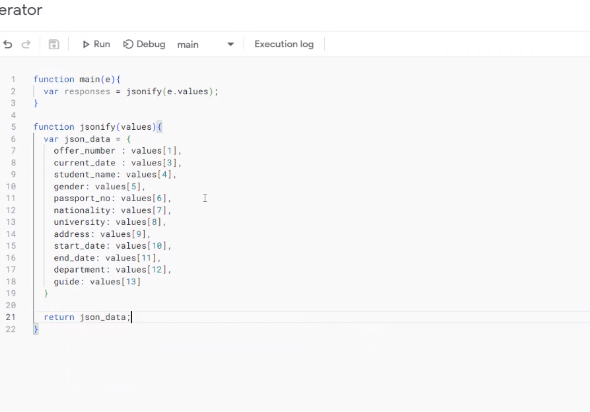 erator
Run Debug main Execution log
1 function main(e){
2 var responses = jsonify(e.values);
3 }
4
5 function jsonify(values){
6 var json_data = {
7 offer_number : values[1],
8 current_date : values[3],
9 student_name: values[4],
10 gender: values[5],
11 passport_no: values[6],
12 nationality: values[7],
13 university: values[8],
14 address: values[9],
15 start_date: values[10],
16 end_date: values[11],
17 department: values[12],
18 guide: values[13]
19 }
20
21 return json_data;
22 }